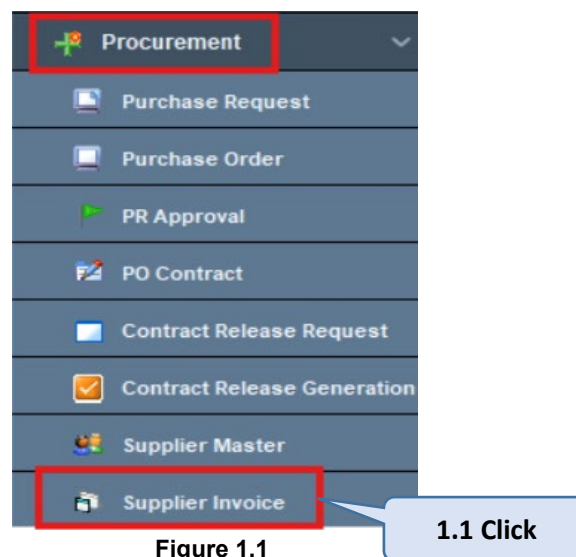 Procurement
Purchase Request
Purchase Order
PR Approval
PO Contract
Contract Release Request
Contract Release Generation
Supplier Master
Supplier Invoice
1.1 Click
Figure 1.1